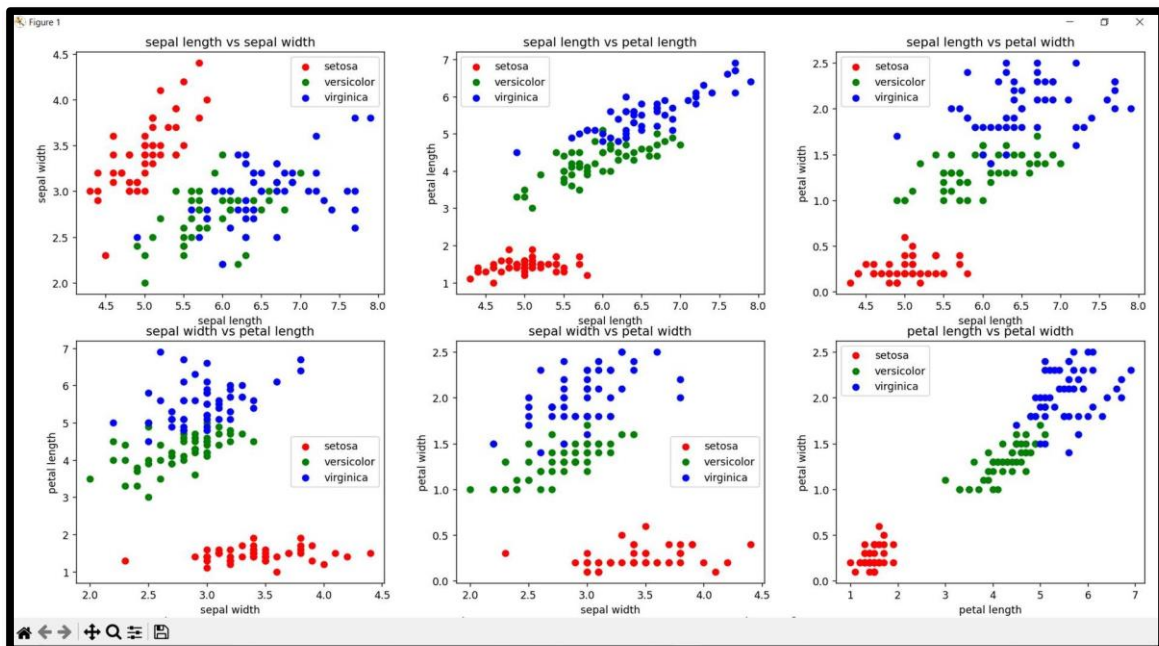 Figure 1
sepal length vs sepal width
4.5
4.0
3.5
3.0
2.5
2.0
sepal width
setosa
versicolor
virginica
4.5 5.0 5.5 6.0 6.5 7.0 7.5 8.0
sepal length
sepal length vs petal length
7
6
5
4
3
2
1
petal length
setosa
versicolor
virginica
4.5 5.0 5.5 6.0 6.5 7.0 7.5 8.0
sepal length
sepal length vs petal width
2.5
2.0
1.5
1.0
0.5
0.0
petal width
setosa
versicolor
virginica
4.5 5.0 5.5 6.0 6.5 7.0 7.5 8.0
sepal length
sepal width vs petal length
7
6
5
4
3
2
1
petal length
setosa
versicolor
virginica
2.0 2.5 3.0 3.5 4.0 4.5
sepal width
sepal width vs petal width
2.5
2.0
1.5
1.0
0.5
0.0
petal width
setosa
versicolor
virginica
2.0 2.5 3.0 3.5 4.0 4.5
sepal width
petal length vs petal width
2.5
2.0
1.5
1.0
0.5
0.0
petal width
setosa
versicolor
virginica
1 2 3 4 5 6 7
petal length